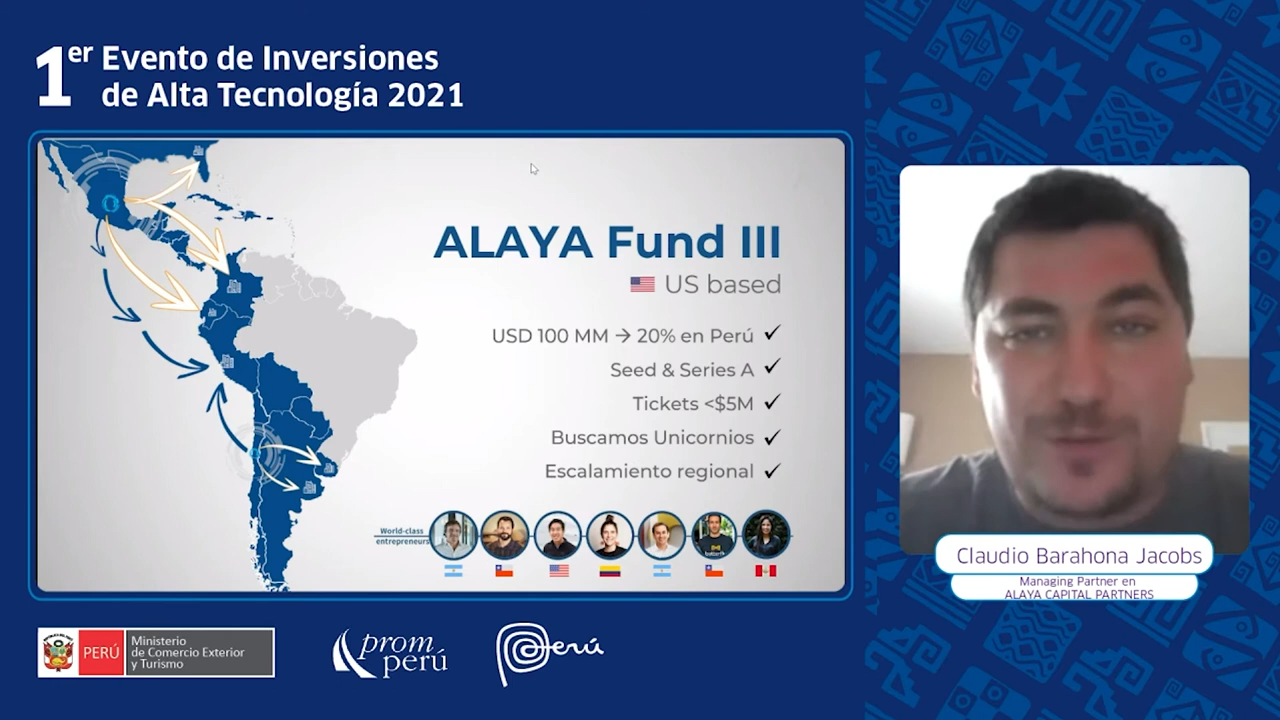 1er Evento de Inversiones
de Alta Tecnología 2021
ALAYA Fund III
US based
USD 100 MM → 20% en Perú ✓
Seed & Series A ✓
Tickets <$5M ✓
Buscamos Unicornios ✓
Escalamiento regional ✓
World-class
entrepreneurs
Claudio Barahona Jacobs
Managing Partner en
ALAYA CAPITAL PARTNERS
PERÚ
Ministerio
de Comercio Exterior
y Turismo
prom
perú
Perú